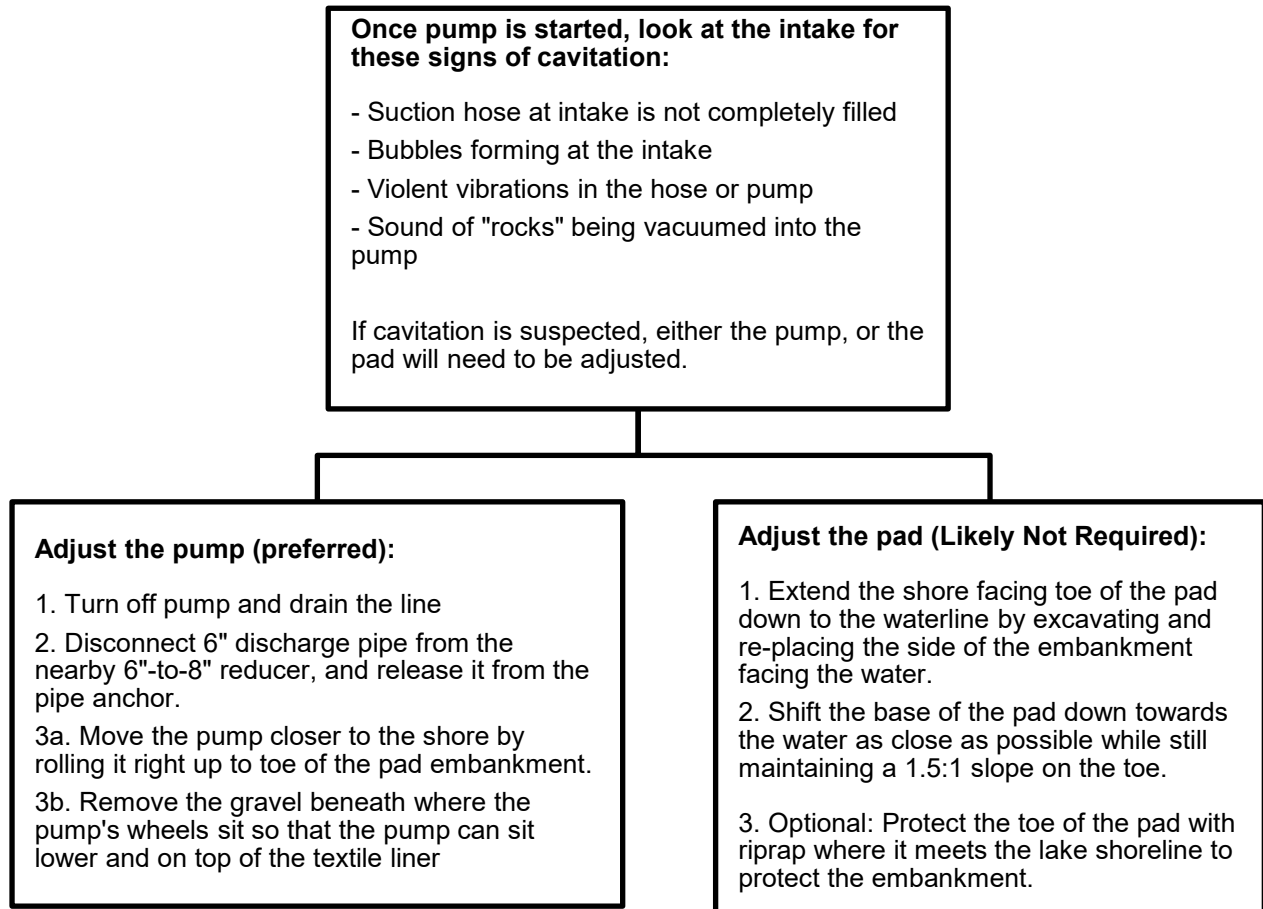 Once pump is started, look at the intake for
these signs of cavitation:
- Suction hose at intake is not completely filled
- Bubbles forming at the intake
- Violent vibrations in the hose or pump
- Sound of "rocks" being vacuumed into the
pump
If cavitation is suspected, either the pump, or the
pad will need to be adjusted.
Adjust the pump (preferred):
1. Turn off pump and drain the line
2. Disconnect 6" discharge pipe from the
nearby 6"-to-8" reducer, and release it from the
pipe anchor.
3a. Move the pump closer to the shore by
rolling it right up to toe of the pad embankment.
3b. Remove the gravel beneath where the
pump's wheels sit so that the pump can sit
lower and on top of the textile liner
Adjust the pad (Likely Not Required):
1. Extend the shore facing toe of the pad
down to the waterline by excavating and
re-placing the side of the embankment
facing the water.
2. Shift the base of the pad down towards
the water as close as possible while still
maintaining a 1.5:1 slope on the toe.
3. Optional: Protect the toe of the pad with
riprap where it meets the lake shoreline to
protect the embankment.